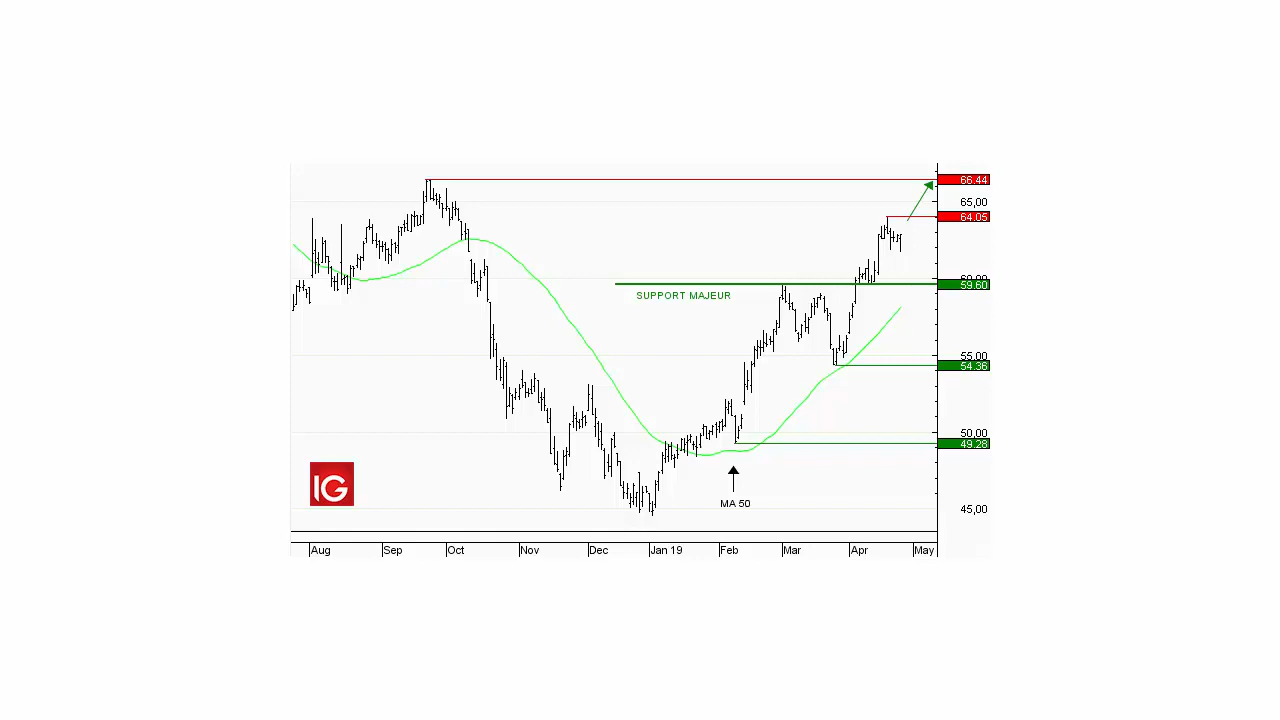 66.44
65,00
64.05
60,00
59.60
SUPPORT MAJEUR
55,00
54.36
50,00
49.28
IG
MA 50
45,00
Aug Sep Oct Nov Dec Jan 19 Feb Mar Apr May